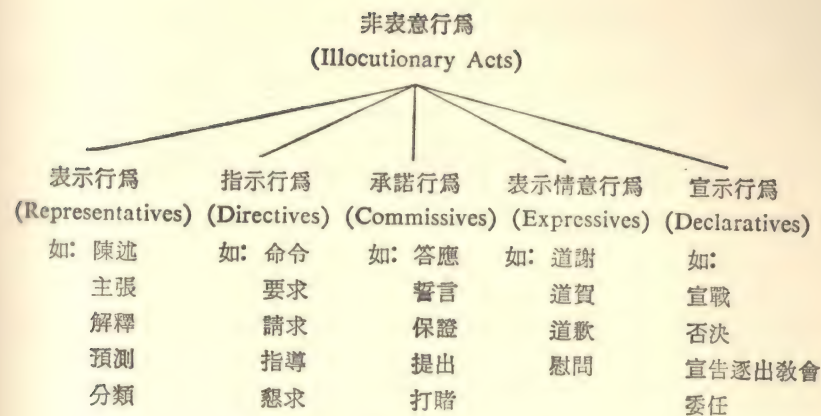 非表意行爲
(Illocutionary Acts)
表示行爲 指示行爲 承諾行爲 表示情意行爲 宣示行爲
(Representatives) (Directives) (Commissives) (Expressives) (Declaratives)
如：陳述 如：命令 如：答應 如：道謝 如：
主張 要求 誓言 道賀 宣戰
解釋 請求 保證 道歉 否決
預測 指導 提出 慰問 宣告逐出敎會
分類 懇求 打賭 委任